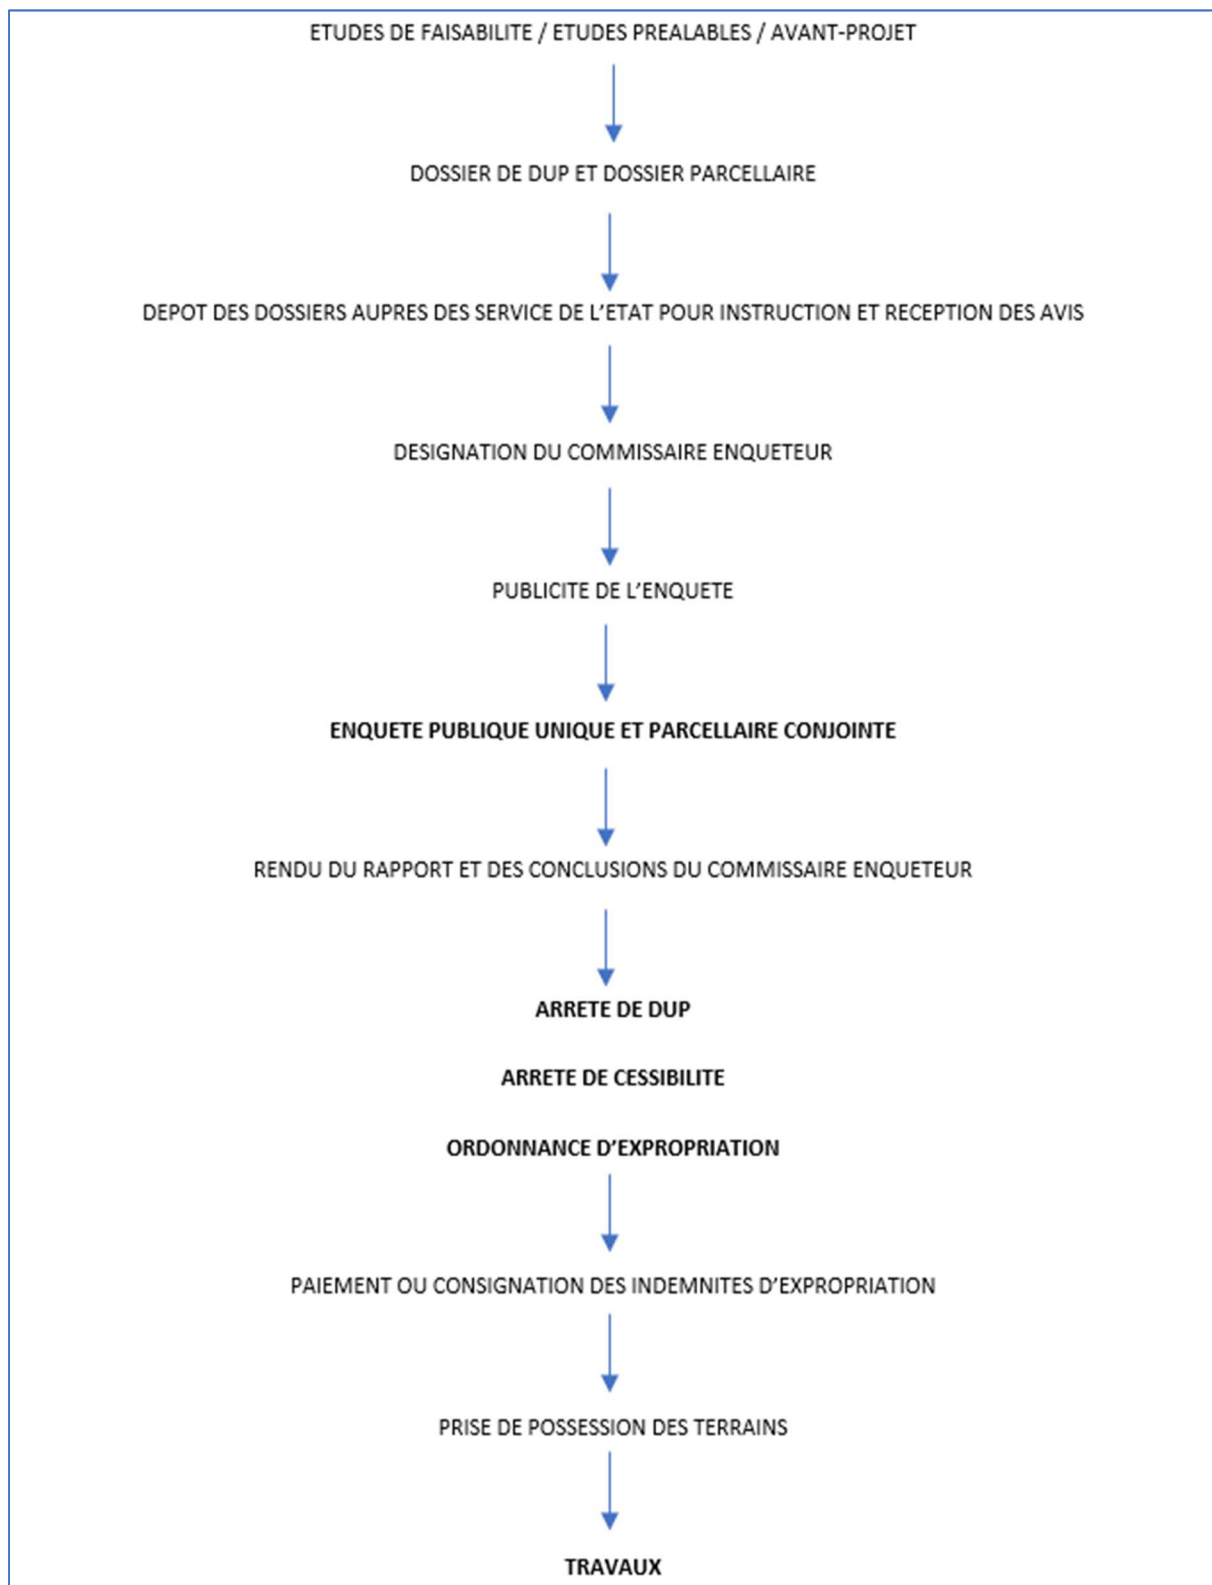 ETUDES DE FAISABILITE / ETUDES PREALABLES / AVANT-PROJET
DOSSIER DE DUP ET DOSSIER PARCELLAIRE
DEPOT DES DOSSIERS AUPRES DES SERVICE DE L'ETAT POUR INSTRUCTION ET RECEPTION DES AVIS
DESIGNATION DU COMMISSAIRE ENQUETEUR
PUBLICITE DE L'ENQUETE
ENQUETE PUBLIQUE UNIQUE ET PARCELLAIRE CONJOINTE
RENDU DU RAPPORT ET DES CONCLUSIONS DU COMMISSAIRE ENQUETEUR
ARRETE DE DUP
ARRETE DE CESSIBILITE
ORDONNANCE D'EXPROPRIATION
PAIEMENT OU CONSIGNATION DES INDEMNITES D'EXPROPRIATION
PRISE DE POSSESSION DES TERRAINS
TRAVAUX